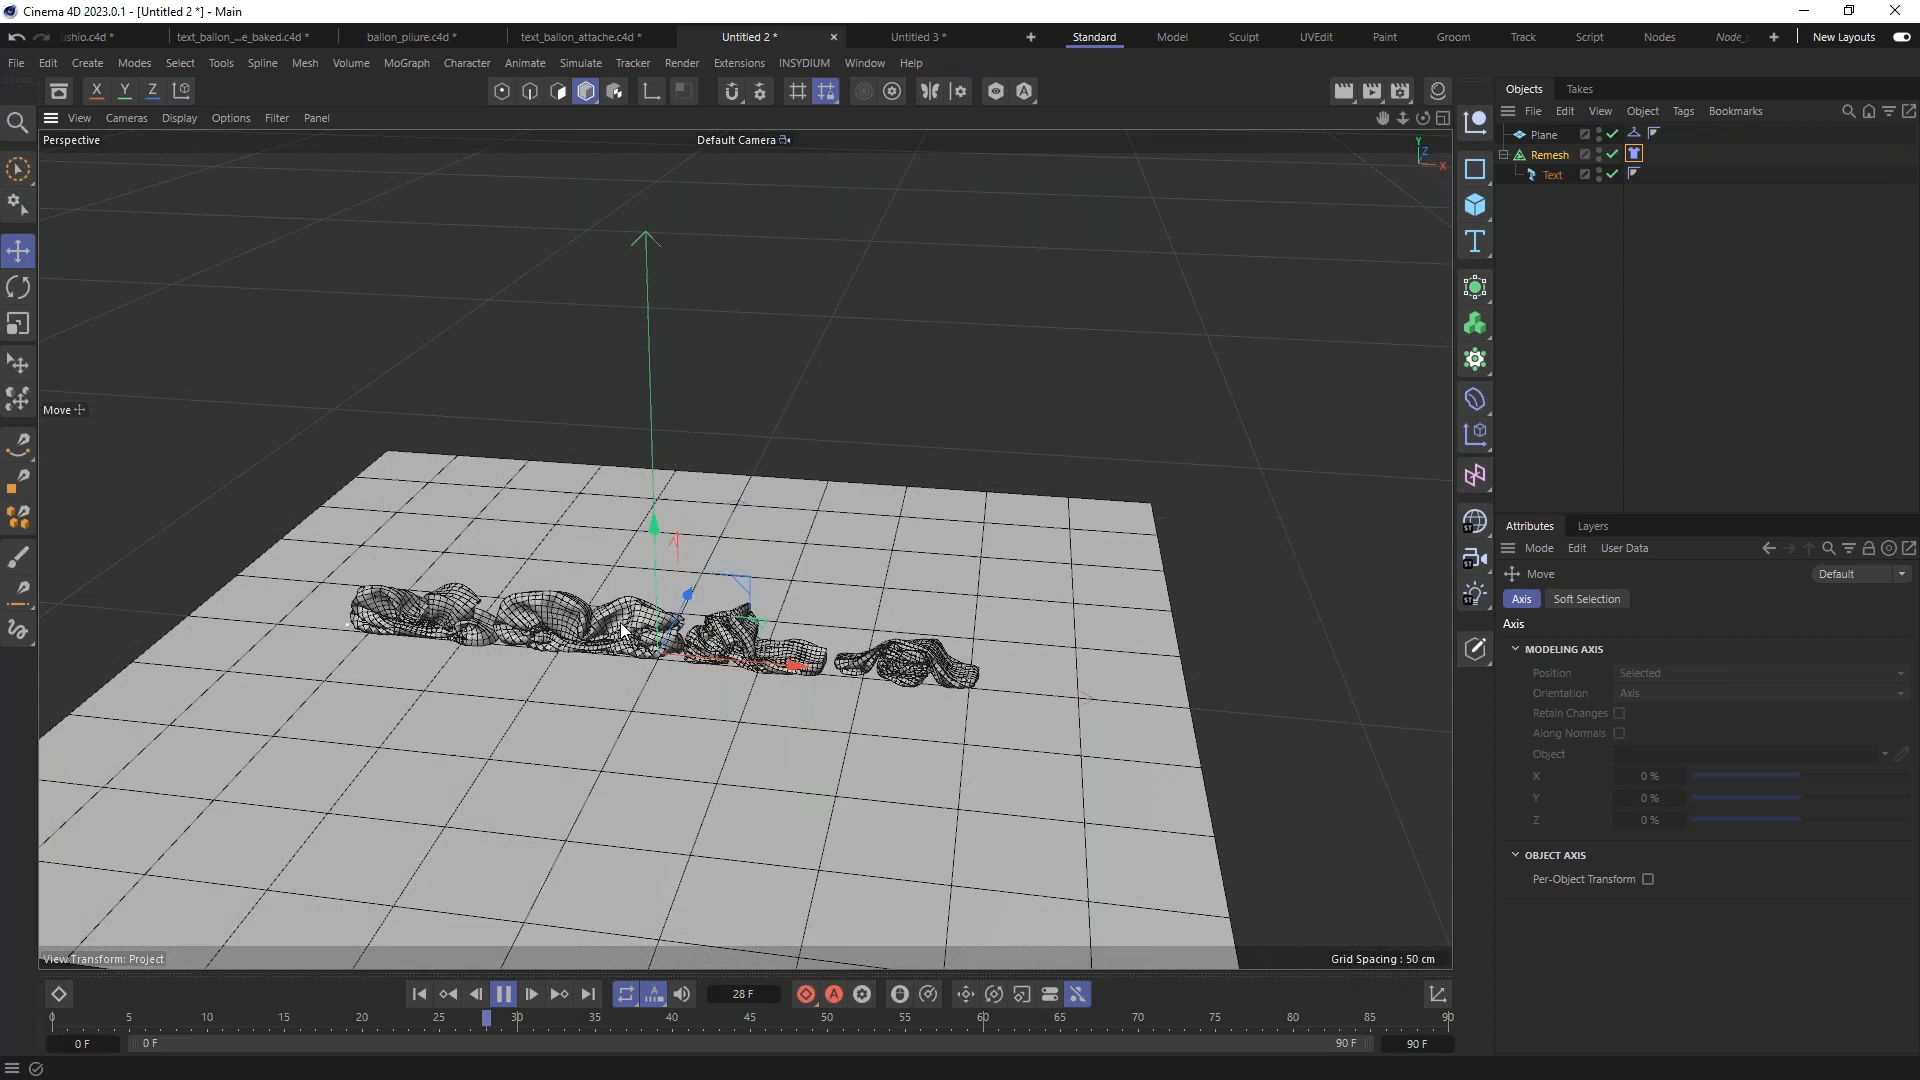 Cinema 4D 2023.0.1 - [Untitled 2 *] - Main
ushio.c4d *
text_ballon_...e_baked.c4d *
ballon_pliure.c4d *
text_ballon_attache.c4d *
Untitled 2 *
Untitled 3 *
Standard
Model
Sculpt
UVEdit
Paint
Groom
Track
Script
Nodes
Node_
New Layouts
File Edit Create Modes Select Tools Spline Mesh Volume MoGraph Character Animate Simulate Tracker Render Extensions INSYDIUM Window Help
X Y Z
Objects Takes
View Cameras Display Options Filter Panel
File Edit View Object Tags Bookmarks
Perspective
Default Camera
Y
Z
X
Plane
Remesh
Text
Move
Attributes Layers
Mode Edit User Data
Move
Default
Axis Soft Selection
Axis
MODELING AXIS
Position Selected
Orientation Axis
Retain Changes
Along Normals
Object
X 0 %
Y 0 %
Z 0 %
OBJECT AXIS
Per-Object Transform
View Transform: Project
Grid Spacing : 50 cm
28 F
0 5 10 15 20 25 30 35 40 45 50 55 60 65 70 75 80 85 90
0 F
0 F
90 F
90 F